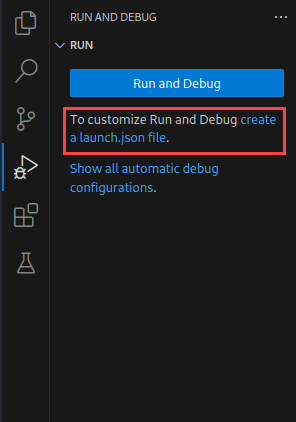 RUN AND DEBUG
RUN
Run and Debug
To customize Run and Debug create
a launch.json file.
Show all automatic debug
configurations.